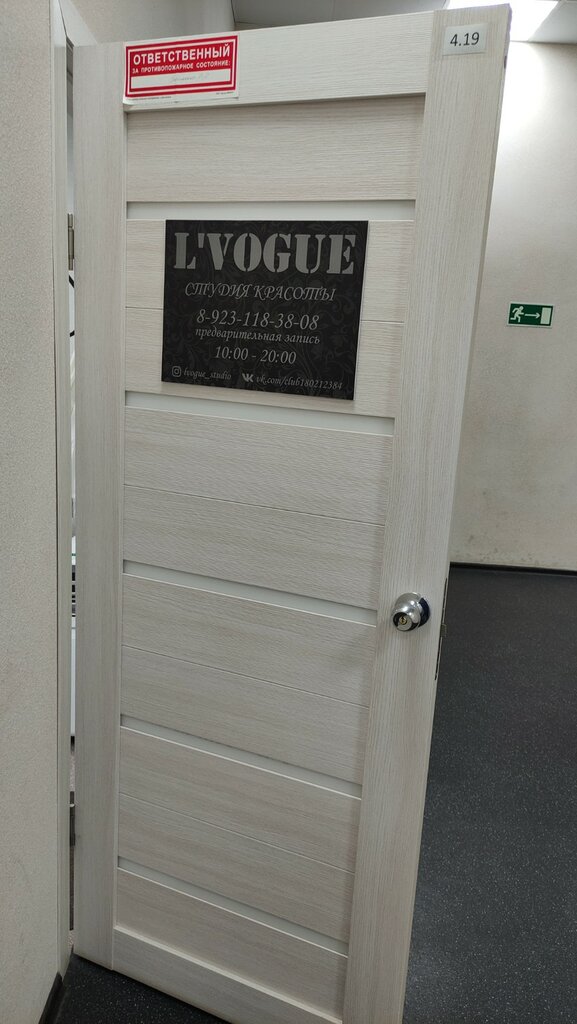 ОТВЕТСТВЕННЫЙ
ЗА ПРОТИВОПОЖАРНОЕ СОСТОЯНИЕ:
4.19
L'VOGUE
СТУДИЯ КРАСОТЫ
8-923-118-38-08
предварительная запись
10:00 - 20:00
lvogue_studio vk.com/club180212384